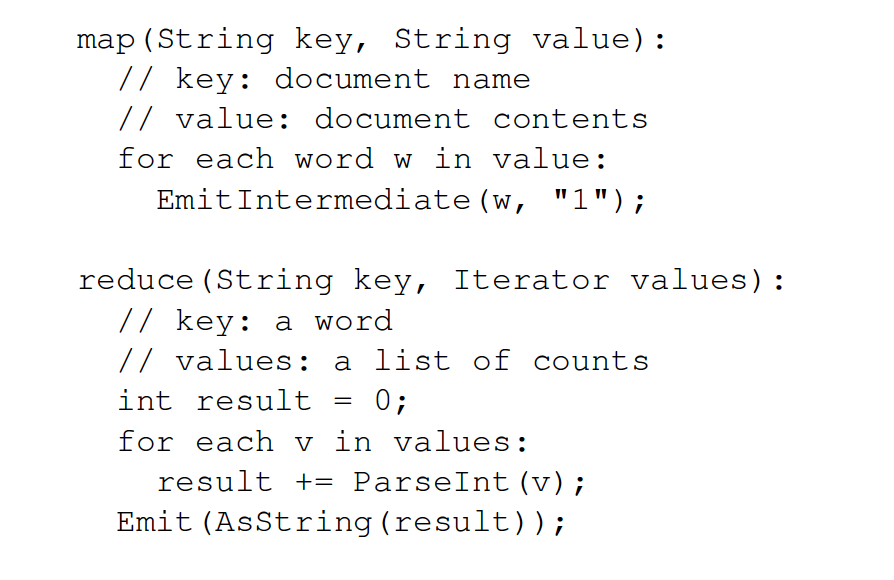 map(String key, String value):
// key: document name
// value: document contents
for each word w in value:
EmitIntermediate(w, "1");
reduce(String key, Iterator values):
// key: a word
// values: a list of counts
int result = 0;
for each v in values:
result += ParseInt(v);
Emit(AsString(result));